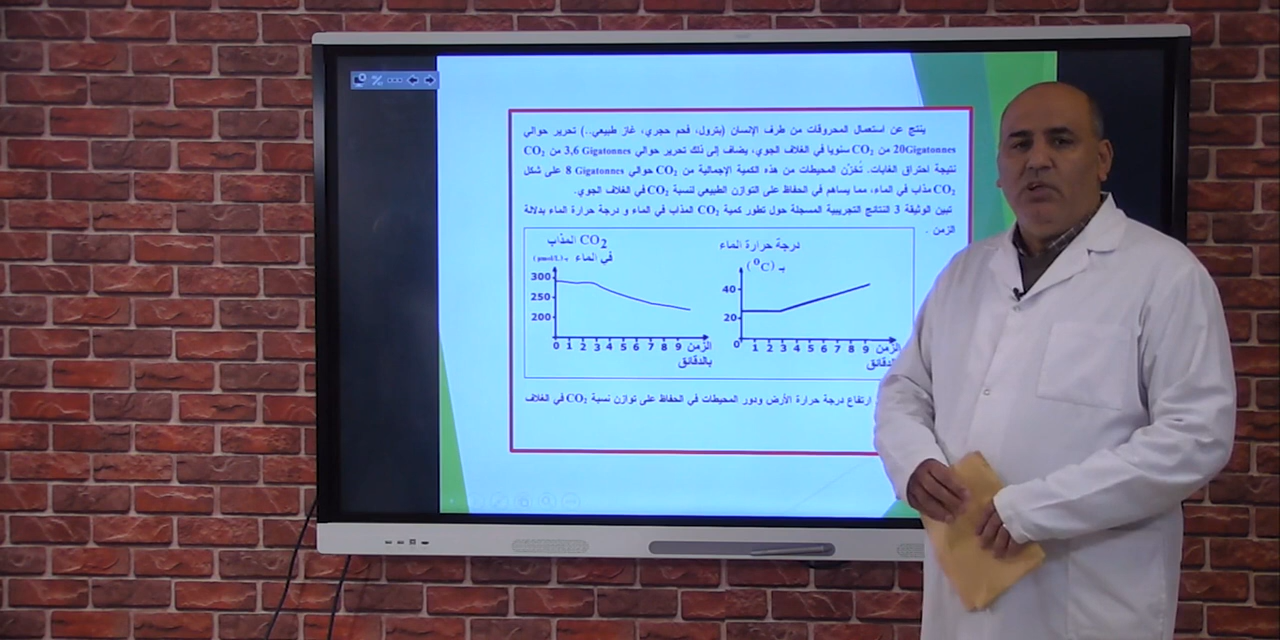 ينتج عن استعمال المحروقات من طرف الإنسان (بترول، فحم حجري، غاز طبيعي..) تحرير حوالي
20Gigatonnes من CO₂ سنويا في الغلاف الجوي، يضاف إلى ذلك تحرير حوالي 3,6 Gigatonnes من CO₂
نتيجة احتراق الغابات. تُخزّن المحيطات من هذه الكمية الإجمالية من CO₂ حوالي 8 Gigatonnes على شكل
CO₂ مذاب في الماء، مما يساهم في الحفاظ على التوازن الطبيعي لنسبة CO₂ في الغلاف الجوي.
تبين الوثيقة 3 النتائج التجريبية المسجلة حول تطور كمية CO₂ المذاب في الماء و درجة حرارة الماء بدلالة
الزمن .
درجة حرارة الماء
بـ (°C)
40
20
0 1 2 3 4 5 6 7 8 9 الزمن
CO₂ المذاب
في الماء بـ (µmol/L)
300
250
200
0 1 2 3 4 5 6 7 8 9 الزمن
بالدقائق
ارتفاع درجة حرارة الأرض ودور المحيطات في الحفاظ على توازن نسبة CO₂ في الغلاف